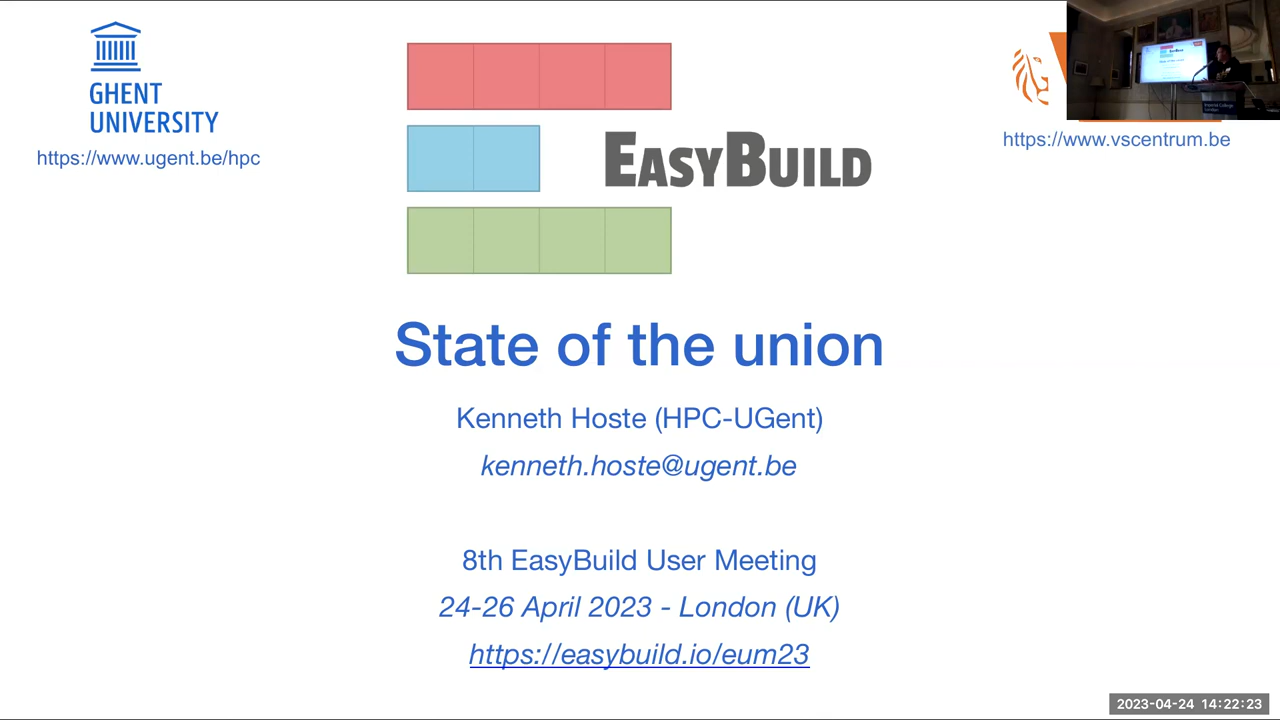 GHENT
UNIVERSITY
https://www.ugent.be/hpc
EASYBUILD
https://www.vscentrum.be
State of the union
Kenneth Hoste (HPC-UGent)
kenneth.hoste@ugent.be
8th EasyBuild User Meeting
24-26 April 2023 - London (UK)
https://easybuild.io/eum23
2023-04-24 14:22:23